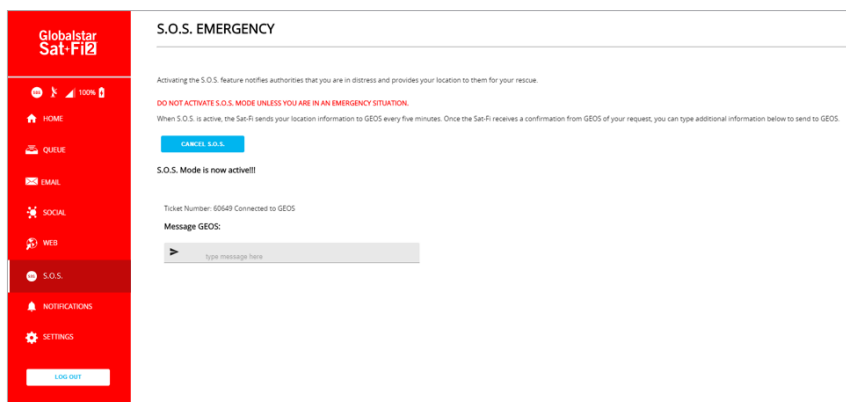 Globalstar
Sat-Fi2
SOS
100%
HOME
QUEUE
EMAIL
SOCIAL
WEB
SOS
S.O.S.
NOTIFICATIONS
SETTINGS
LOG OUT
S.O.S. EMERGENCY
Activating the S.O.S. feature notifies authorities that you are in distress and provides your location to them for your rescue.
DO NOT ACTIVATE S.O.S. MODE UNLESS YOU ARE IN AN EMERGENCY SITUATION.
When S.O.S. is active, the Sat-Fi sends your location information to GEOS every five minutes. Once the Sat-Fi receives a confirmation from GEOS of your request, you can type additional information below to send to GEOS.
CANCEL S.O.S.
S.O.S. Mode is now active!!!
Ticket Number: 60649 Connected to GEOS
Message GEOS:
type message here